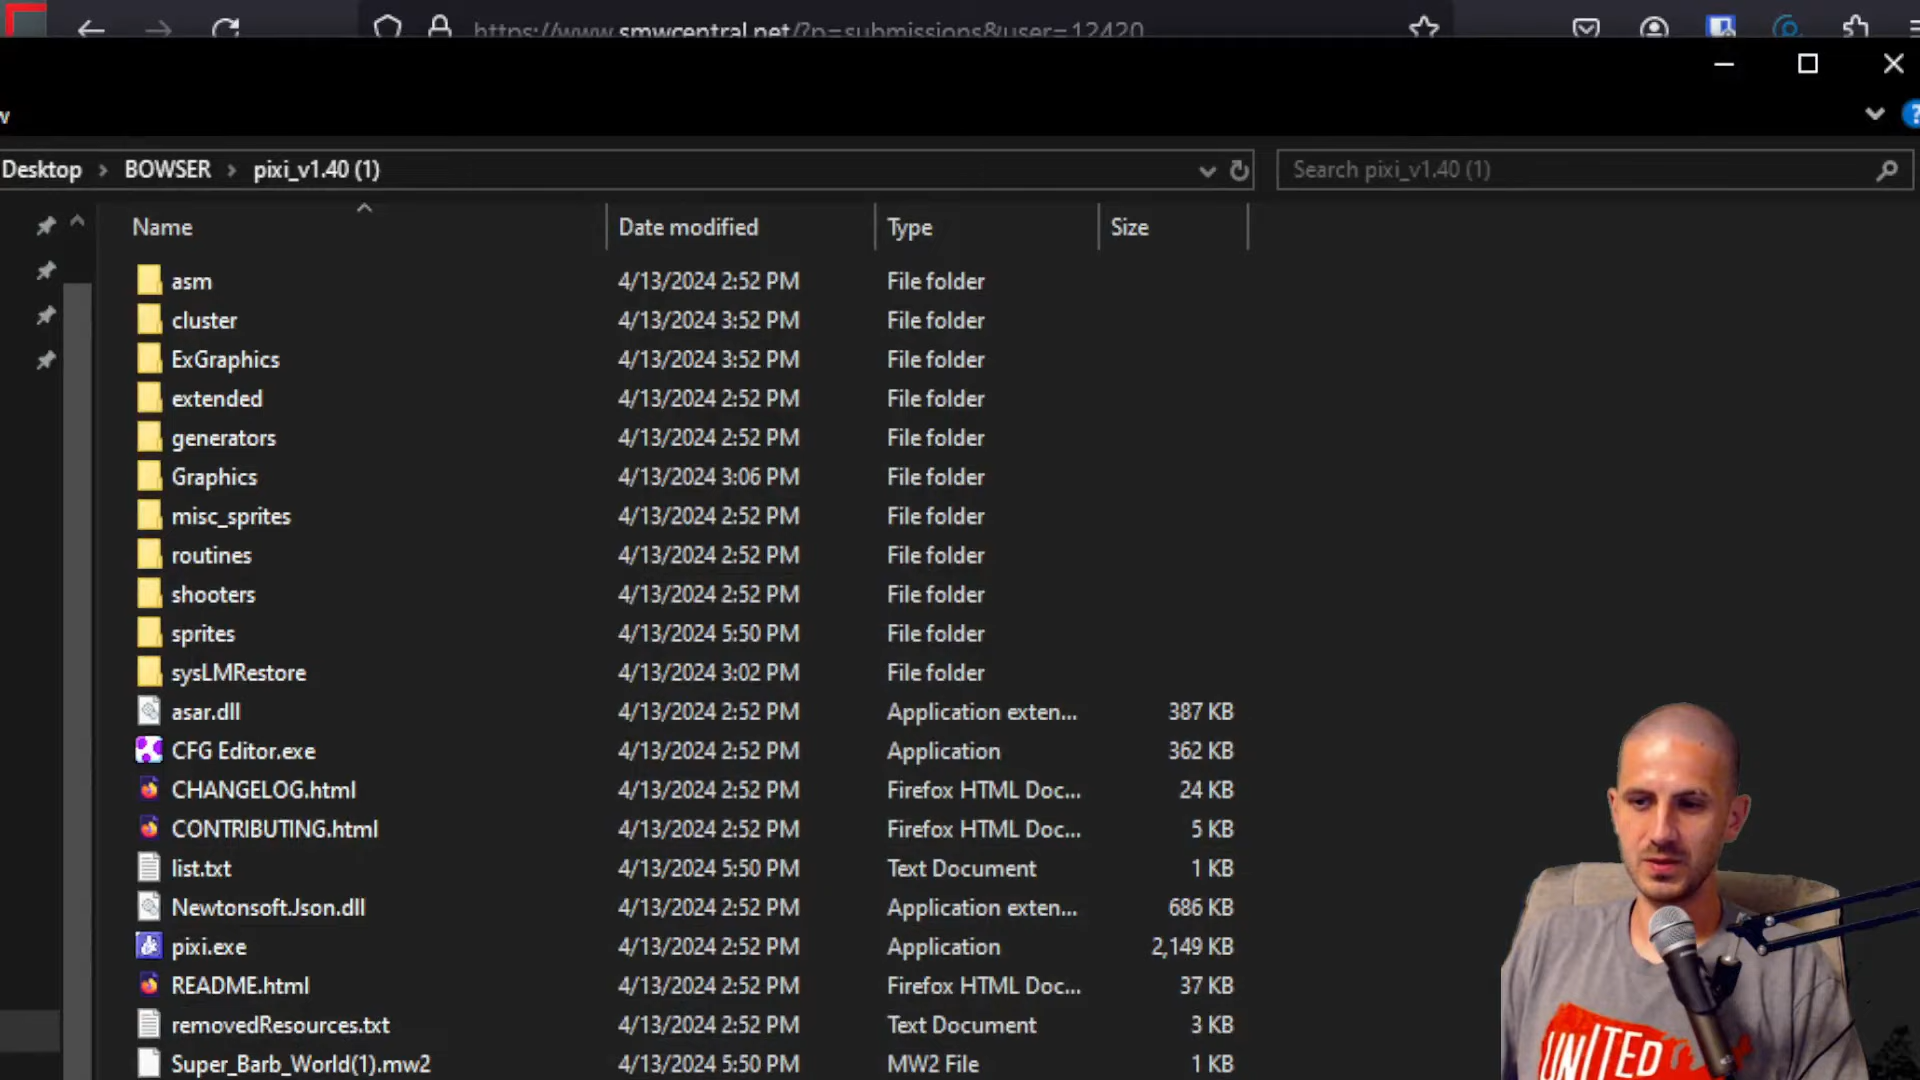 https://www.smwcentral.net/?p=submissions&user=12420
w
?
Desktop > BOWSER > pixi_v1.40 (1)
Search pixi_v1.40 (1)
Name Date modified Type Size
asm 4/13/2024 2:52 PM File folder
cluster 4/13/2024 3:52 PM File folder
ExGraphics 4/13/2024 3:52 PM File folder
extended 4/13/2024 2:52 PM File folder
generators 4/13/2024 2:52 PM File folder
Graphics 4/13/2024 3:06 PM File folder
misc_sprites 4/13/2024 2:52 PM File folder
routines 4/13/2024 2:52 PM File folder
shooters 4/13/2024 2:52 PM File folder
sprites 4/13/2024 5:50 PM File folder
sysLMRestore 4/13/2024 3:02 PM File folder
asar.dll 4/13/2024 2:52 PM Application exten... 387 KB
CFG Editor.exe 4/13/2024 2:52 PM Application 362 KB
CHANGELOG.html 4/13/2024 2:52 PM Firefox HTML Doc... 24 KB
CONTRIBUTING.html 4/13/2024 2:52 PM Firefox HTML Doc... 5 KB
list.txt 4/13/2024 5:50 PM Text Document 1 KB
Newtonsoft.Json.dll 4/13/2024 2:52 PM Application exten... 686 KB
pixi.exe 4/13/2024 2:52 PM Application 2,149 KB
README.html 4/13/2024 2:52 PM Firefox HTML Doc... 37 KB
removedResources.txt 4/13/2024 2:52 PM Text Document 3 KB
Super_Barb_World(1).mw2 4/13/2024 5:50 PM MW2 File 1 KB
UNITED